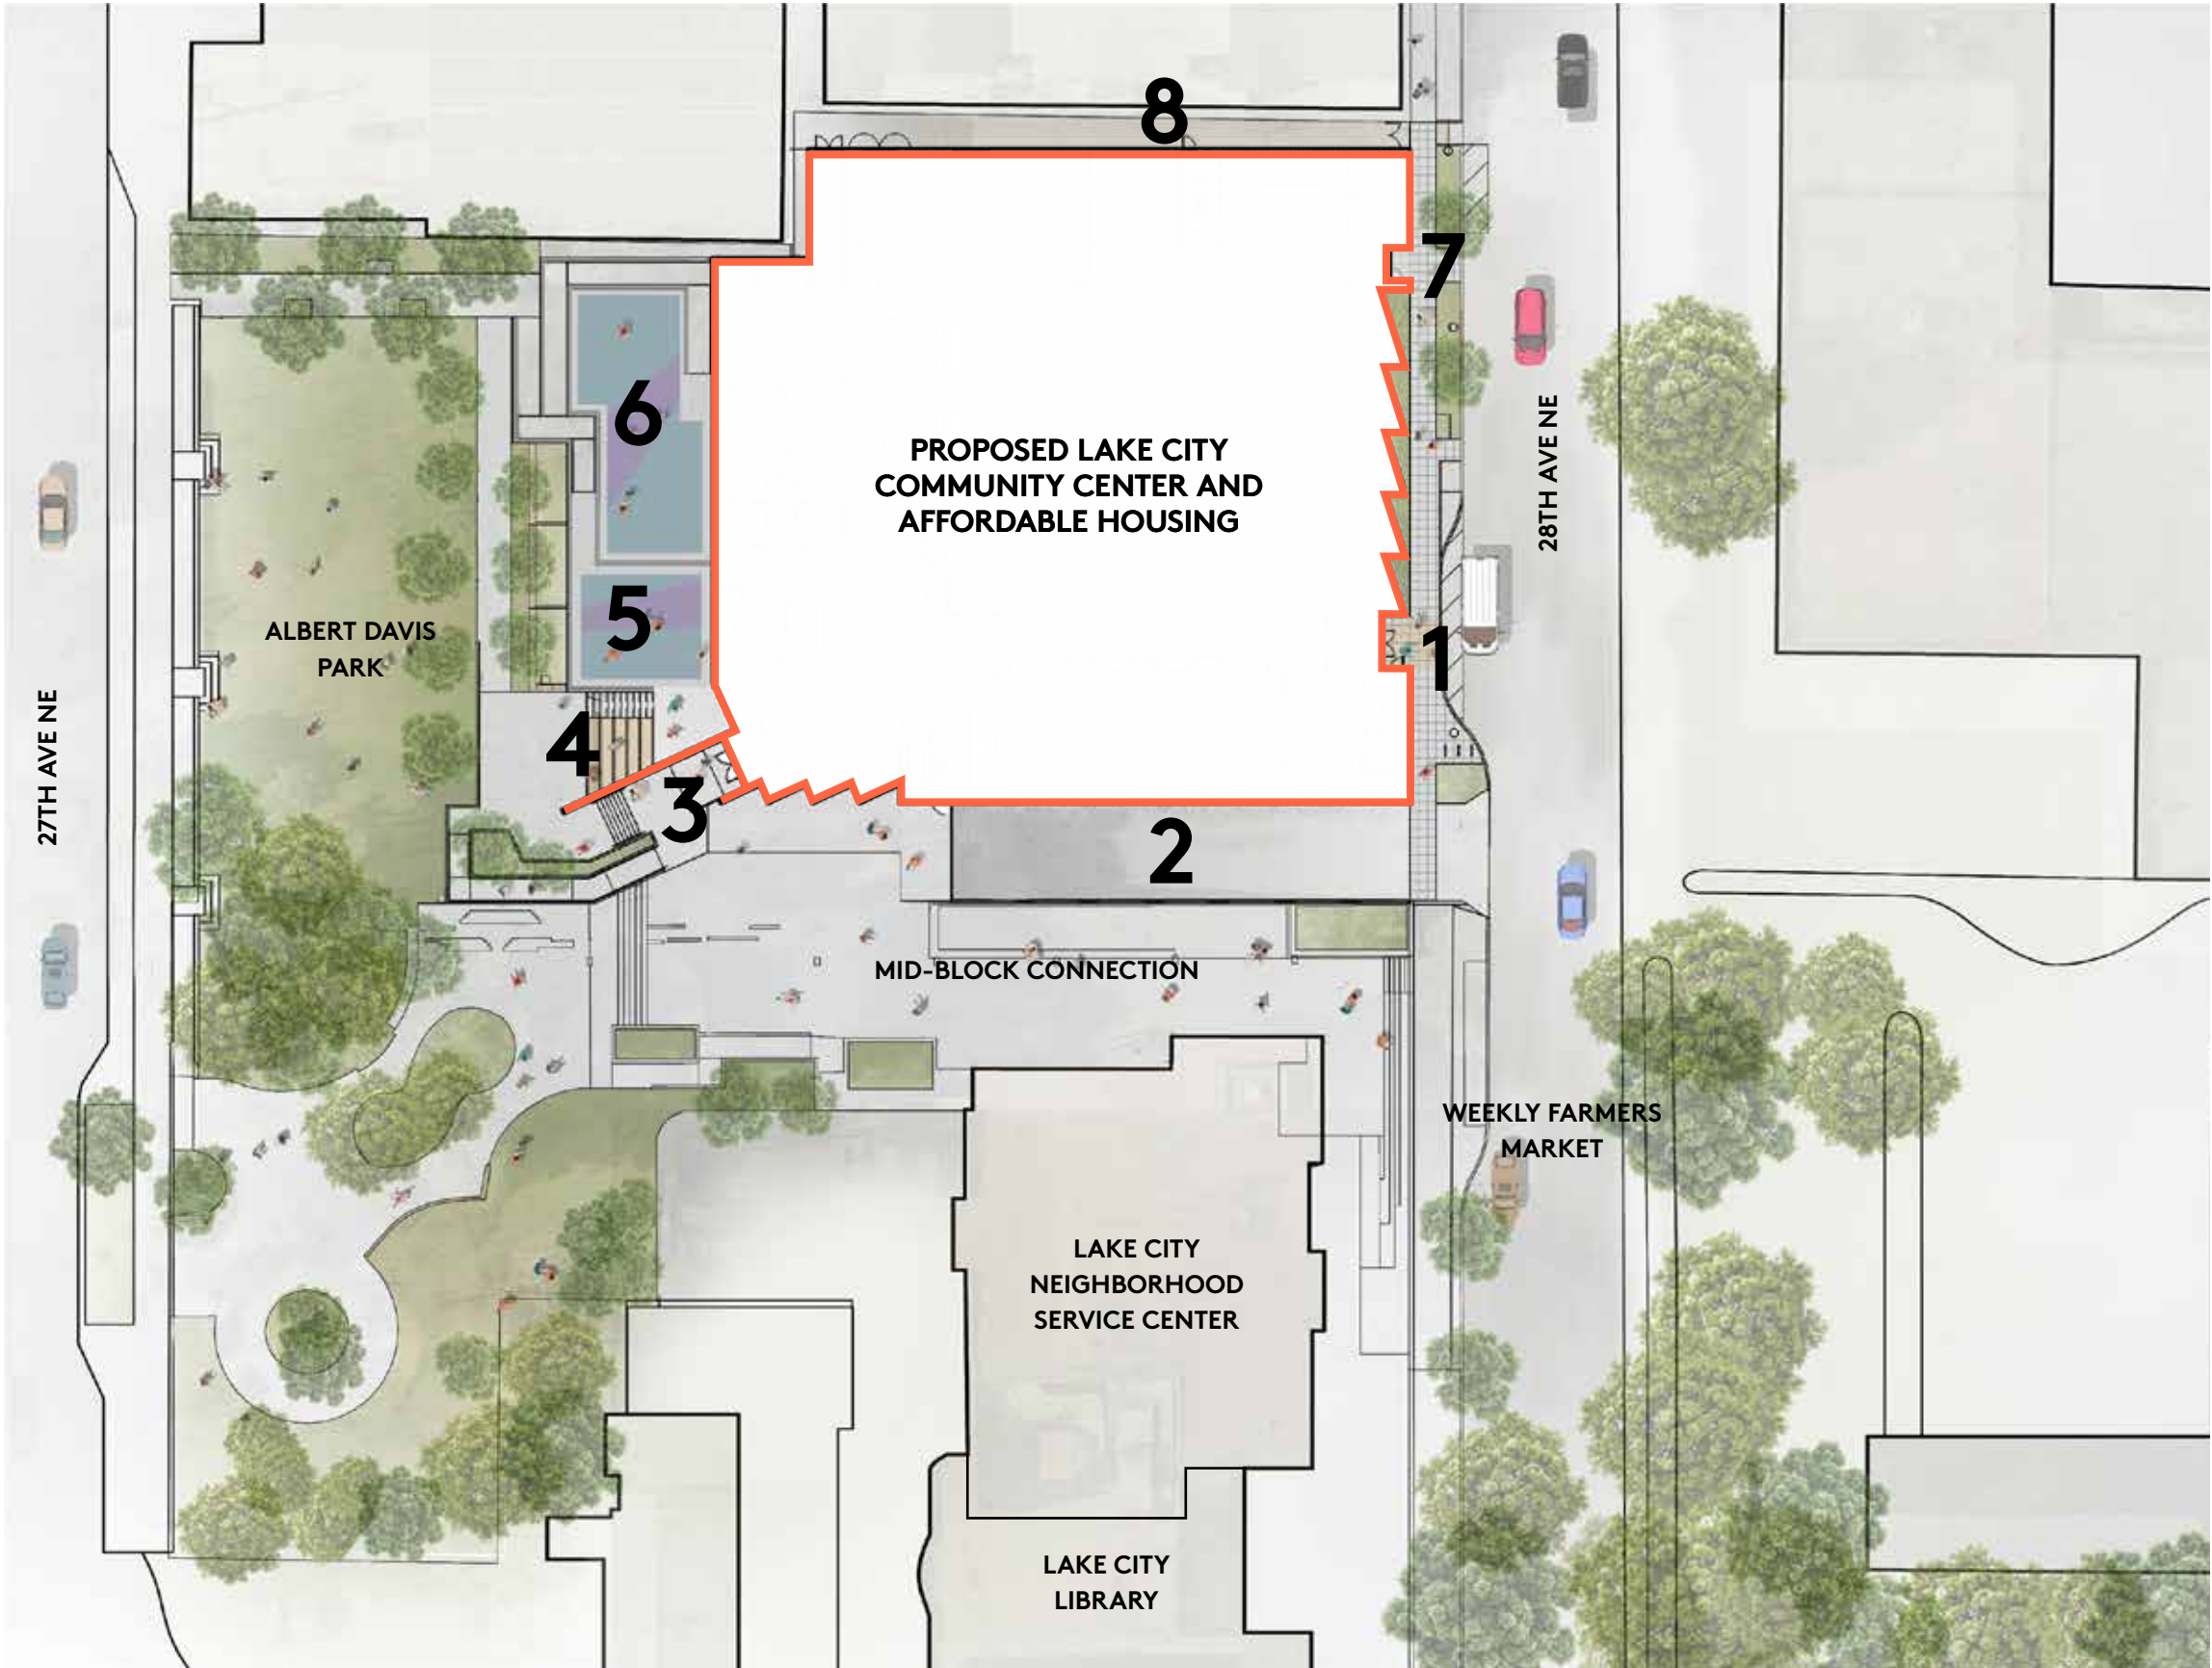 8
7
6
PROPOSED LAKE CITY
COMMUNITY CENTER AND
AFFORDABLE HOUSING
28TH AVE NE
5
1
ALBERT DAVIS
PARK
4
3
27TH AVE NE
2
MID-BLOCK CONNECTION
WEEKLY FARMERS
MARKET
LAKE CITY
NEIGHBORHOOD
SERVICE CENTER
LAKE CITY
LIBRARY